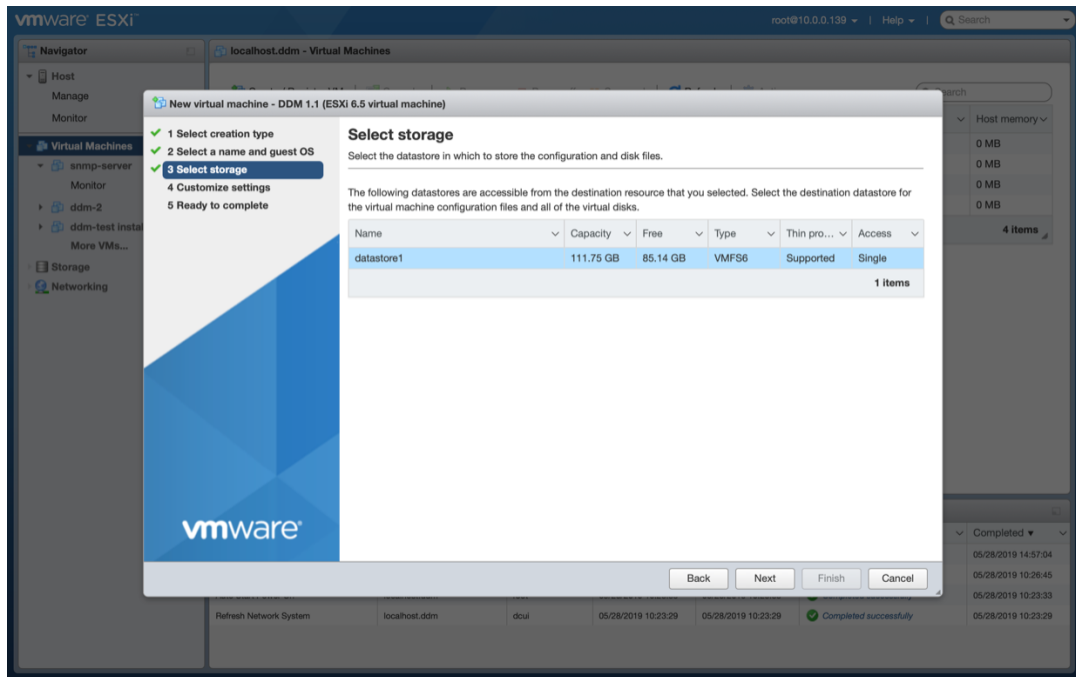 vmware ESXi™
root@10.0.0.139 | Help | Search
Navigator
localhost.ddm - Virtual Machines
Host
Manage
Monitor
Virtual Machines
snmp-server
Monitor
ddm-2
ddm-test instal
More VMs...
Storage
Networking
Host memory
0 MB
0 MB
0 MB
0 MB
4 items
New virtual machine - DDM 1.1 (ESXi 6.5 virtual machine)
1 Select creation type
2 Select a name and guest OS
3 Select storage
4 Customize settings
5 Ready to complete
vmware®
Select storage
Select the datastore in which to store the configuration and disk files.
The following datastores are accessible from the destination resource that you selected. Select the destination datastore for
the virtual machine configuration files and all of the virtual disks.
Name Capacity Free Type Thin pro... Access
datastore1 111.75 GB 85.14 GB VMFS6 Supported Single
1 items
Back Next Finish Cancel
Completed ▼
05/28/2019 14:57:04
05/28/2019 10:26:45
05/28/2019 10:23:33
Refresh Network System localhost.ddm dcui 05/28/2019 10:23:29 05/28/2019 10:23:29 Completed successfully 05/28/2019 10:23:29